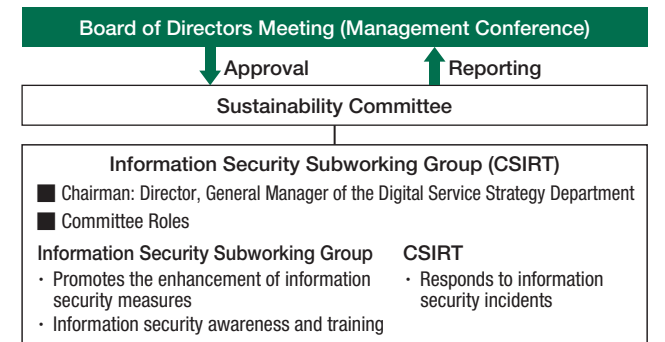 Board of Directors Meeting (Management Conference)
Approval
Reporting
Sustainability Committee
Information Security Subworking Group (CSIRT)
■ Chairman: Director, General Manager of the Digital Service Strategy Department
■ Committee Roles
Information Security Subworking Group
・Promotes the enhancement of information
security measures
・Information security awareness and training
CSIRT
・Responds to information
security incidents